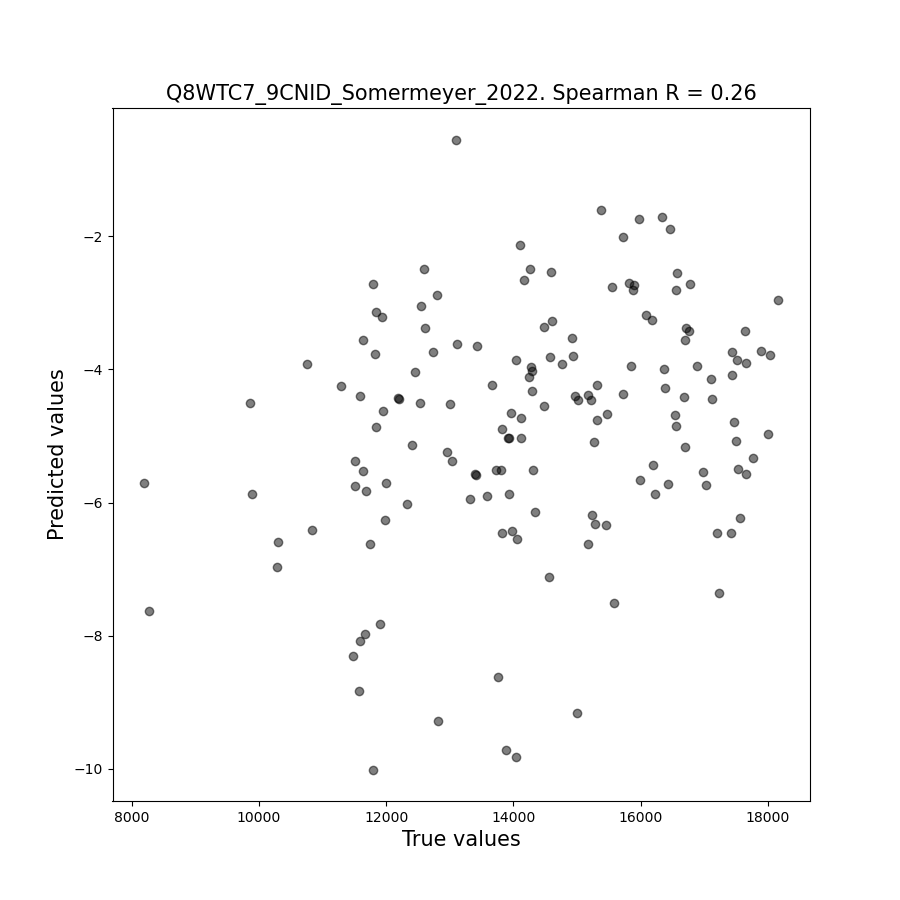 Q8WTC7_9CNID_Somermeyer_2022. Spearman R = 0.26
Predicted values
−2
−4
−6
−8
−10
8000 10000 12000 14000 16000 18000
True values